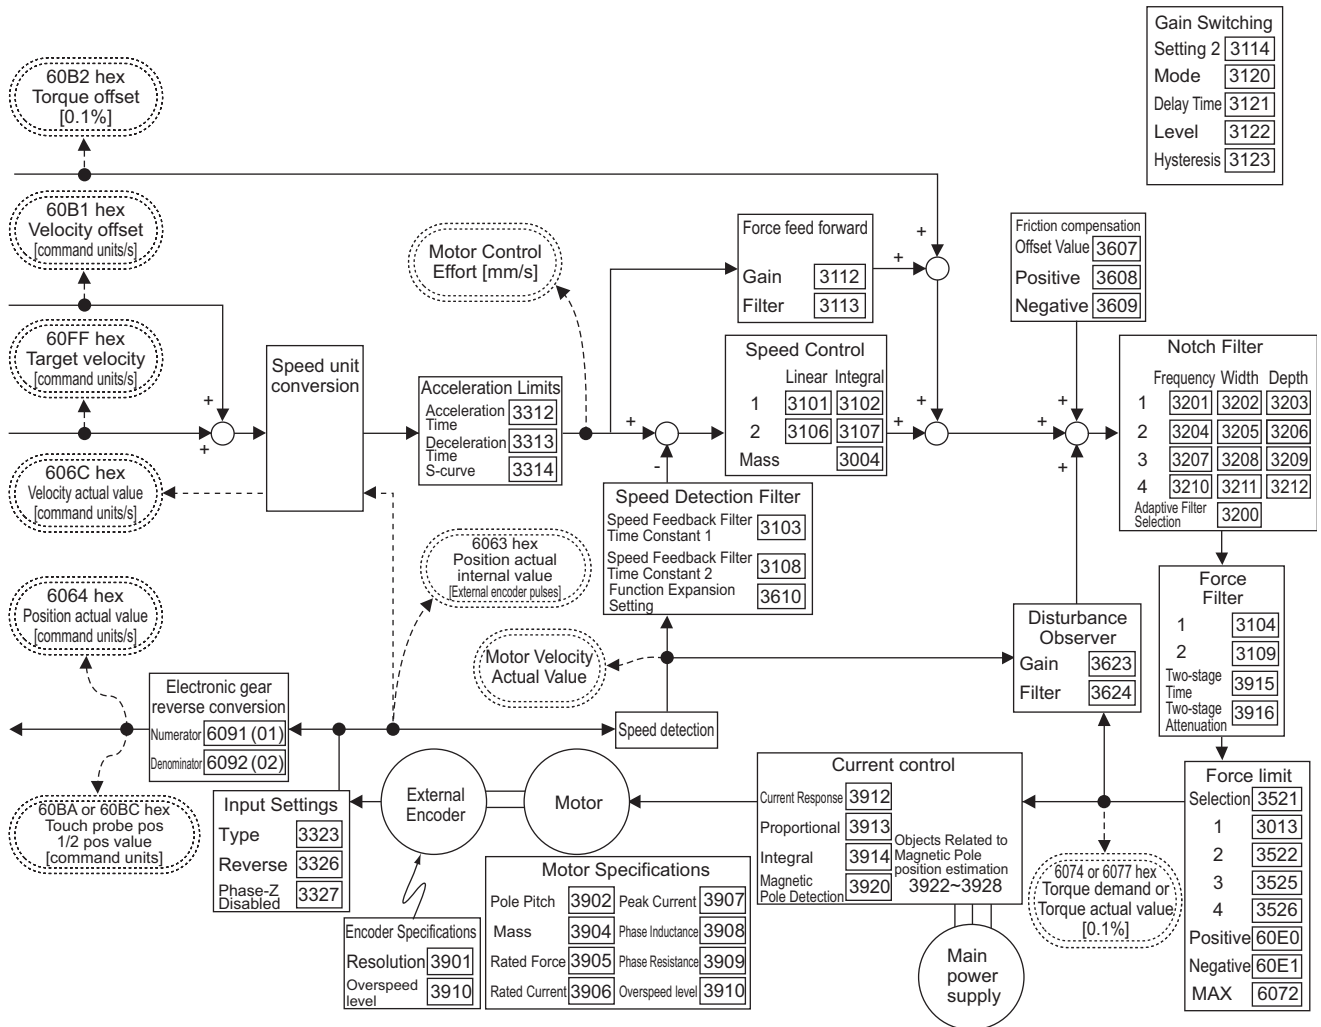 Gain Switching
Setting 2 3114
Mode 3120
Delay Time 3121
Level 3122
Hysteresis 3123
60B2 hex
Torque offset
[0.1%]
60B1 hex
Velocity offset
[command units/s]
60FF hex
Target velocity
[command units/s]
606C hex
Velocity actual value
[command units/s]
+
+
Speed unit
conversion
Acceleration Limits
Acceleration
Time 3312
Deceleration
Time 3313
S-curve 3314
Motor Control
Effort [mm/s]
Force feed forward
Gain 3112
Filter 3113
+
+
Speed Control
Linear Integral
1 3101 3102
2 3106 3107
Mass 3004
+
-
+
+
Friction compensation
Offset Value 3607
Positive 3608
Negative 3609
+
+
+
Notch Filter
Frequency Width Depth
1 3201 3202 3203
2 3204 3205 3206
3 3207 3208 3209
4 3210 3211 3212
Adaptive Filter
Selection 3200
Speed Detection Filter
Speed Feedback Filter
Time Constant 1 3103
Speed Feedback Filter
Time Constant 2 3108
Function Expansion
Setting 3610
6063 hex
Position actual
internal value
[External encoder pulses]
6064 hex
Position actual value
[command units/s]
Motor Velocity
Actual Value
Disturbance
Observer
Gain 3623
Filter 3624
Force
Filter
1 3104
2 3109
Two-stage
Time 3915
Two-stage
Attenuation 3916
Electronic gear
reverse conversion
Numerator 6091 (01)
Denominator 6092 (02)
Speed detection
60BA or 60BC hex
Touch probe pos
1/2 pos value
[command units]
Input Settings
Type 3323
Reverse 3326
Phase-Z
Disabled 3327
External
Encoder
Motor
Current control
Current Response 3912
Proportional 3913
Integral 3914
Magnetic
Pole Detection 3920
Objects Related to
Magnetic Pole
position estimation
3922~3928
Force limit
Selection 3521
1 3013
2 3522
3 3525
4 3526
Positive 60E0
Negative 60E1
MAX 6072
6074 or 6077 hex
Torque demand or
Torque actual value
[0.1%]
Encoder Specifications
Resolution 3901
Overspeed
level 3910
Motor Specifications
Pole Pitch 3902 Peak Current 3907
Mass 3904 Phase Inductance 3908
Rated Force 3905 Phase Resistance 3909
Rated Current 3906 Overspeed level 3910
Main
power
supply